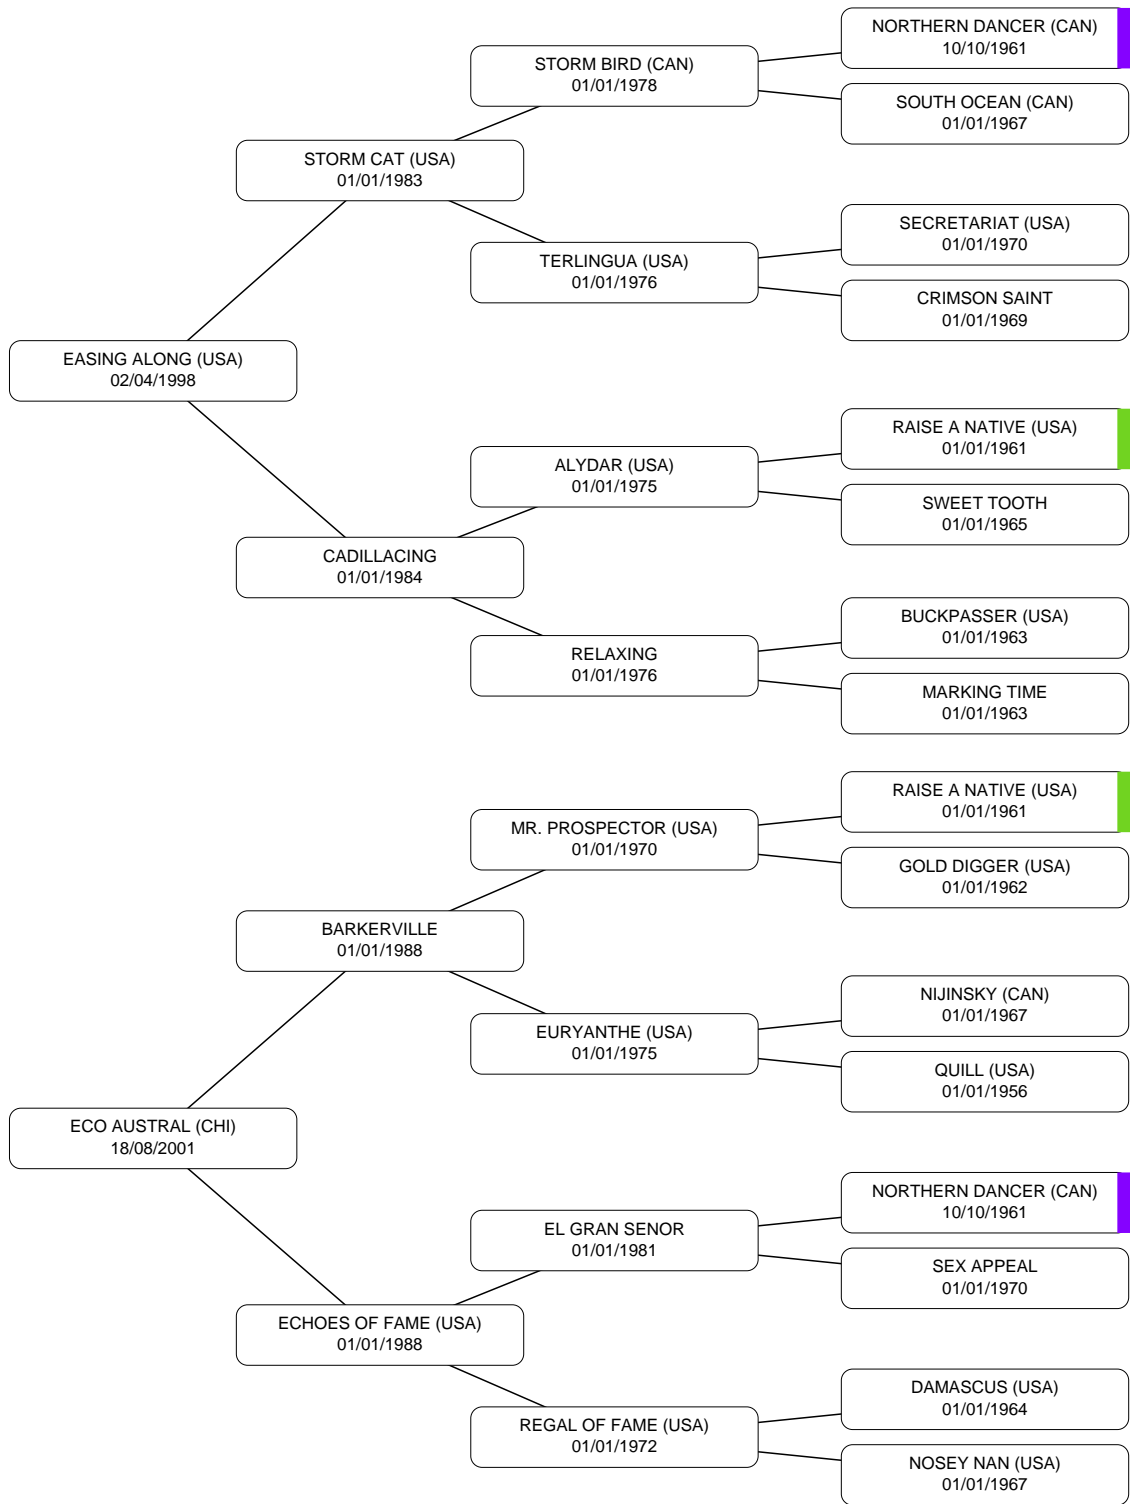 NORTHERN DANCER (CAN)
10/10/1961
STORM BIRD (CAN)
01/01/1978
SOUTH OCEAN (CAN)
01/01/1967
STORM CAT (USA)
01/01/1983
SECRETARIAT (USA)
01/01/1970
TERLINGUA (USA)
01/01/1976
CRIMSON SAINT
01/01/1969
EASING ALONG (USA)
02/04/1998
RAISE A NATIVE (USA)
01/01/1961
ALYDAR (USA)
01/01/1975
SWEET TOOTH
01/01/1965
CADILLACING
01/01/1984
BUCKPASSER (USA)
01/01/1963
RELAXING
01/01/1976
MARKING TIME
01/01/1963
RAISE A NATIVE (USA)
01/01/1961
MR. PROSPECTOR (USA)
01/01/1970
GOLD DIGGER (USA)
01/01/1962
BARKERVILLE
01/01/1988
NIJINSKY (CAN)
01/01/1967
EURYANTHE (USA)
01/01/1975
QUILL (USA)
01/01/1956
ECO AUSTRAL (CHI)
18/08/2001
NORTHERN DANCER (CAN)
10/10/1961
EL GRAN SENOR
01/01/1981
SEX APPEAL
01/01/1970
ECHOES OF FAME (USA)
01/01/1988
DAMASCUS (USA)
01/01/1964
REGAL OF FAME (USA)
01/01/1972
NOSEY NAN (USA)
01/01/1967